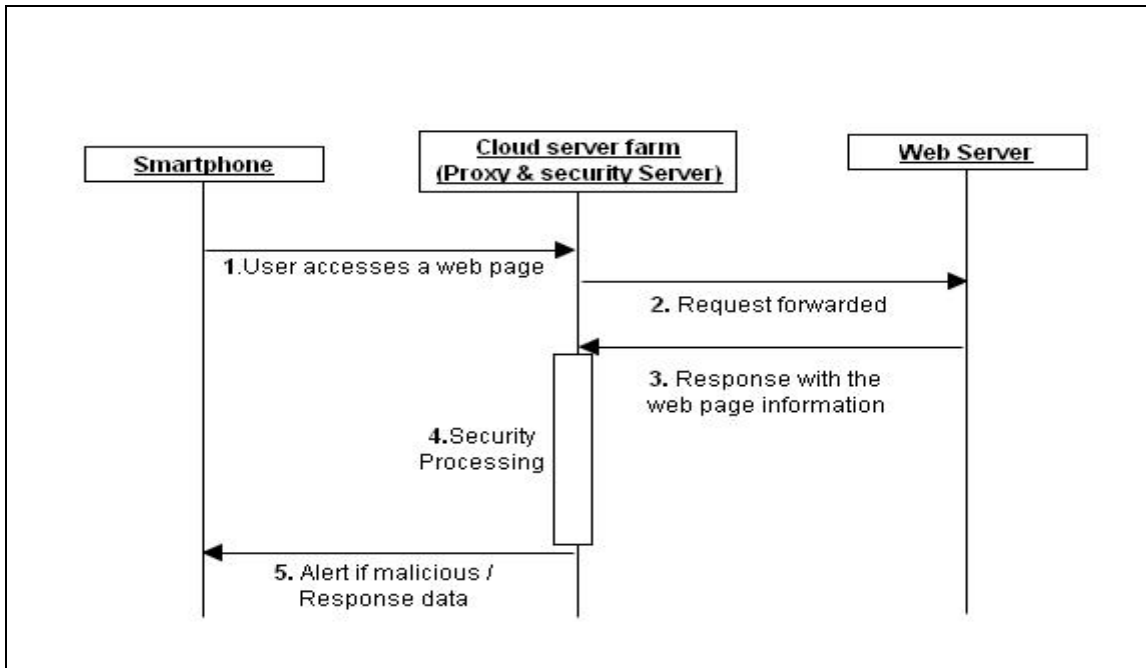 Smartphone
Cloud server farm
(Proxy & security Server)
Web Server
1.User accesses a web page
2. Request forwarded
3. Response with the
web page information
4.Security
Processing
5. Alert if malicious /
Response data